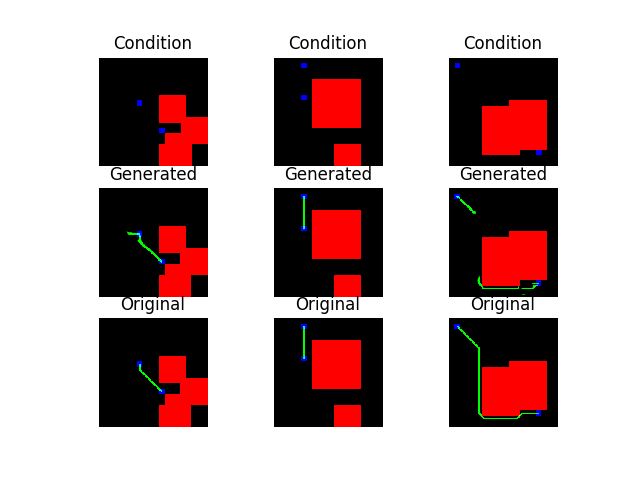 Condition
Condition
Condition
Generated
Generated
Generated
Original
Original
Original